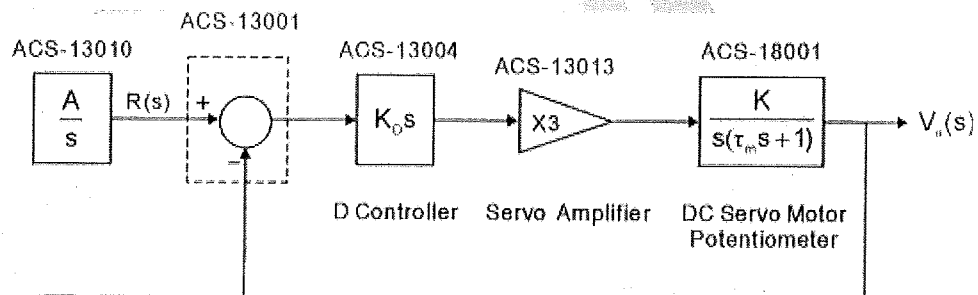 ACS-13001
ACS-13010
ACS-13004
ACS-13013
ACS-18001
A
s
R(s)
+
−
K_D s
X3
K
s(τ_m s+1)
D Controller
Servo Amplifier
DC Servo Motor
Potentiometer